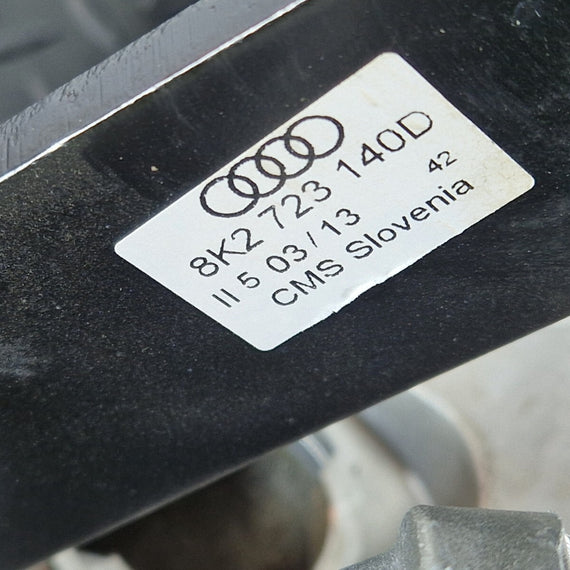 8K2 723 140D
II 5 03/13 42
CMS Slovenia